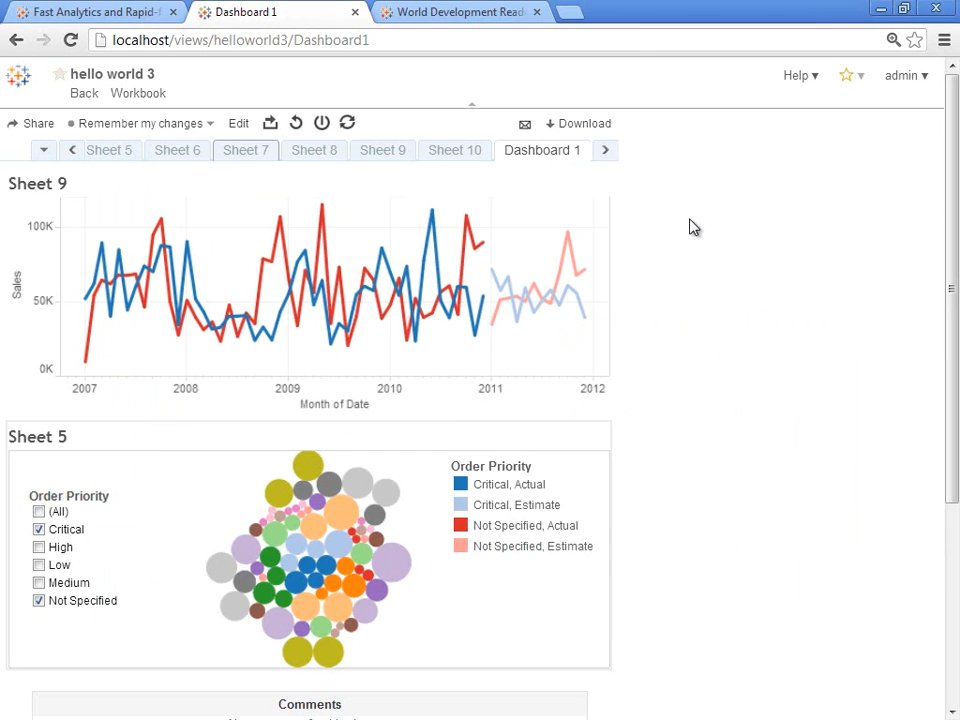 Fast Analytics and Rapid-f
Dashboard 1
World Development Read
localhost/views/helloworld3/Dashboard1
hello world 3
Help
admin
Back Workbook
Share Remember my changes Edit Download
Sheet 5 Sheet 6 Sheet 7 Sheet 8 Sheet 9 Sheet 10 Dashboard 1
Sheet 9
100K
50K
0K
Sales
2007 2008 2009 2010 2011 2012
Month of Date
Sheet 5
Order Priority
(All)
Critical
High
Low
Medium
Not Specified
Order Priority
Critical, Actual
Critical, Estimate
Not Specified, Actual
Not Specified, Estimate
Comments